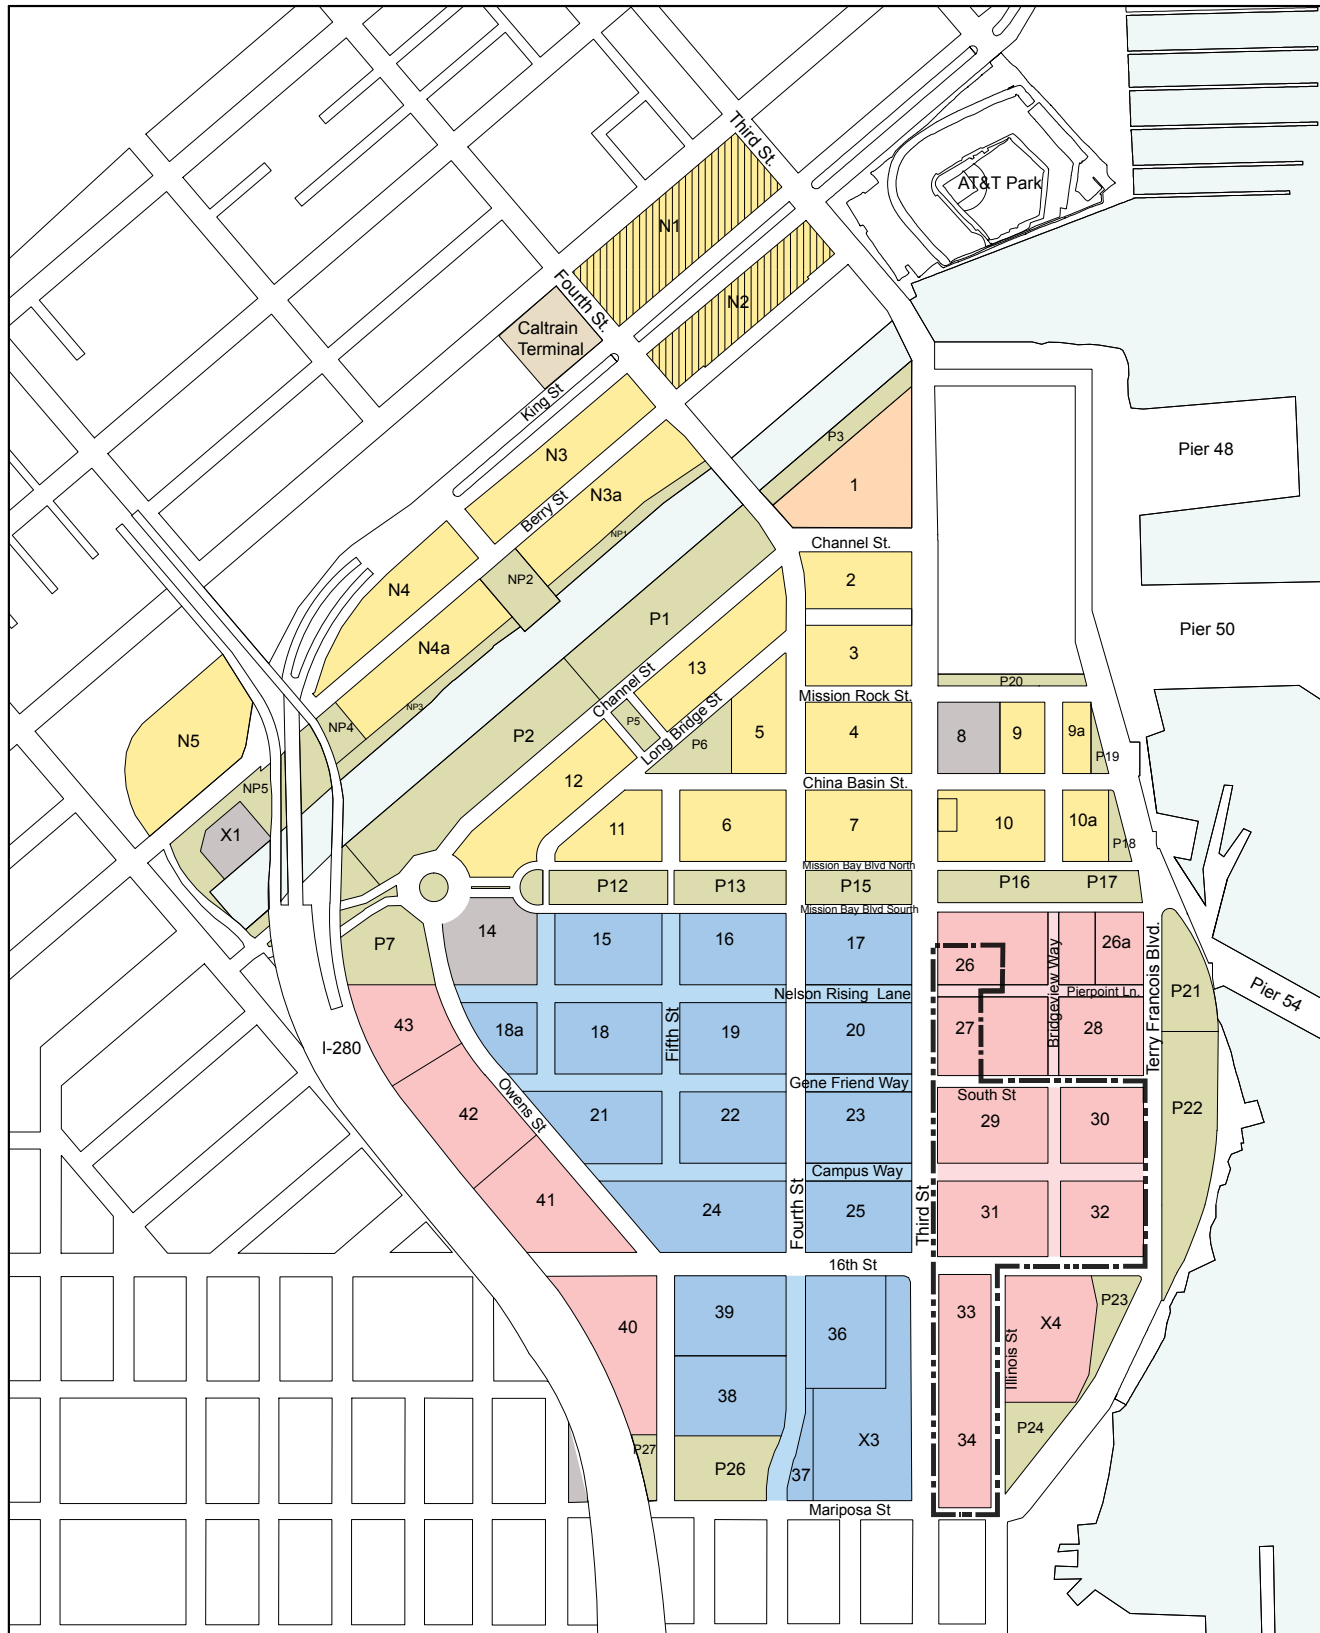 Third St.
AT&T Park
N1
Fourth St.
N2
Caltrain
Terminal
King St
P3
Pier 48
N3
1
N3a
Berry St
NP1
Channel St.
NP2
2
N4
P1
Pier 50
N4a
3
13
Channel St
P20
Mission Rock St.
NP3
P5
Long Bridge St
NP4
N5
P2
P6
5
4
8
9
9a
P19
12
China Basin St.
NP5
X1
11
6
7
10
10a
P18
Mission Bay Blvd North
P12
P13
P15
P16
P17
Mission Bay Blvd South
14
P7
15
16
17
26
26a
Bridgeview Way
Terry Francois Blvd.
Nelson Rising Lane
Pierpoint Ln.
P21
Pier 54
43
18a
18
Fifth St
19
20
27
28
I-280
Gene Friend Way
South St
Owens St
42
21
22
23
29
30
P22
Campus Way
41
24
Fourth St
25
Third St
31
32
16th St
39
33
P23
40
36
Illinois St
X4
38
P24
X3
34
P27
P26
37
Mariposa St